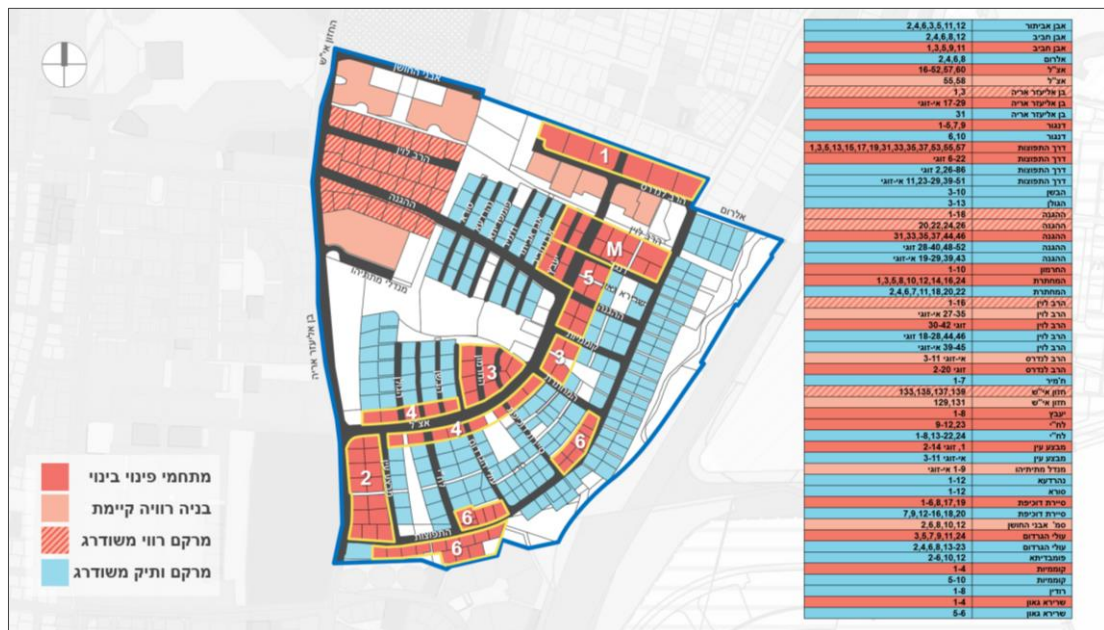 אבן אביתור 2,4,6,3,5,11,12
אבן חביב 2,4,6,8,12
אבן חביב 1,3,5,9,11
אלרום 2,4,6,8
אצ"ל 16-52,57,60
אצ"ל 55,58
בן אליעזר אריה 1,3
בן אליעזר אריה 17-29 אי-זוגי
בן אליעזר אריה 31
דנגור 1-5,7,9
דנגור 6,10
דרך התפוצות 1,3,5,13,15,17,19,31,33,35,37,53,55,57
דרך התפוצות 6-22 זוגי
דרך התפוצות 2,26-86 זוגי
דרך התפוצות 11,23-29,39-51 אי-זוגי
הבשן 3-10
הגולן 3-13
ההגנה 1-18
ההגנה 20,22,24,26
ההגנה 31,33,35,37,44,46
ההגנה 28-40,48-52 זוגי
ההגנה 19-29,39,43 אי-זוגי
החרמון 1-10
המחתרת 1,3,5,8,10,12,14,16,24
המחתרת 2,4,6,7,11,18,20,22
הרב לוין 1-16
הרב לוין 27-35 אי-זוגי
הרב לוין 30-42 זוגי
הרב לוין 18-28,44,46 זוגי
הרב לוין 39-45 אי-זוגי
הרב לנדרס 3-11 אי-זוגי
הרב לנדרס 2-20 זוגי
חזון אי"ש 133,135,137,139
חזון אי"ש 129,131
יעבץ 1-8
לח"י 9-12,23
לח"י 1-8,13-22,24
מבצע עין 1, זוגי 2-14
מבצע עין 3-11 אי-זוגי
מנדל מתיתיהו 1-9 אי-זוגי
נהרדעא 1-12
סורא 1-12
סיירת דוכיפת 1-6,8,17,19
סיירת דוכיפת 7,9,12-16,18,20
סמ' אבני החושן 2,6,8,10,12
עולי הגרדום 3,5,7,9,11,24
עולי הגרדום 2,4,6,8,13-23
פומבדיתא 2-6,10,12
קוממיות 1-4
קוממיות 5-10
רודין 1-8
שרירא גאון 1-4
שרירא גאון 5-6
החזון אי"ש
אבני החושן
הרב לוין
ההגנה
מנדלי מתתיהו
בן אליעזר אריה
הרב לנדרס
אלרום
הרב לוין
שרירא גאון
ההגנה
קוממיות
המחתרת
אצ"ל
התפוצות
1
M
5
3
3
4
4
2
6
6
6
מתחמי פינוי בינוי
בניה רוויה קיימת
מרקם רווי משודרג
מרקם ותיק משודרג